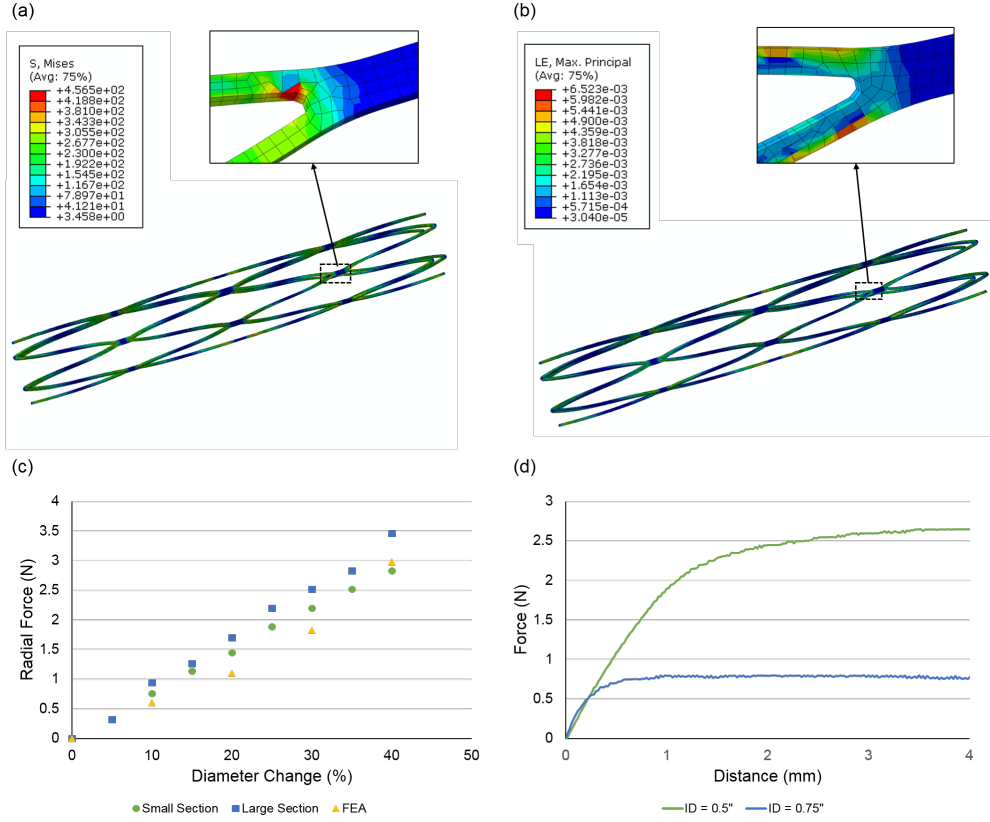 (a)
S, Mises
(Avg: 75%)
+4.565e+02
+4.188e+02
+3.810e+02
+3.433e+02
+3.055e+02
+2.677e+02
+2.300e+02
+1.922e+02
+1.545e+02
+1.167e+02
+7.897e+01
+4.121e+01
+3.458e+00
(b)
LE, Max. Principal
(Avg: 75%)
+6.523e-03
+5.982e-03
+5.441e-03
+4.900e-03
+4.359e-03
+3.818e-03
+3.277e-03
+2.736e-03
+2.195e-03
+1.654e-03
+1.113e-03
+5.715e-04
+3.040e-05
(c)
Radial Force (N)
4
3.5
3
2.5
2
1.5
1
0.5
0
0 10 20 30 40 50
Diameter Change (%)
Small Section Large Section FEA
(d)
Force (N)
3
2.5
2
1.5
1
0.5
0
0 1 2 3 4
Distance (mm)
ID = 0.5" ID = 0.75"